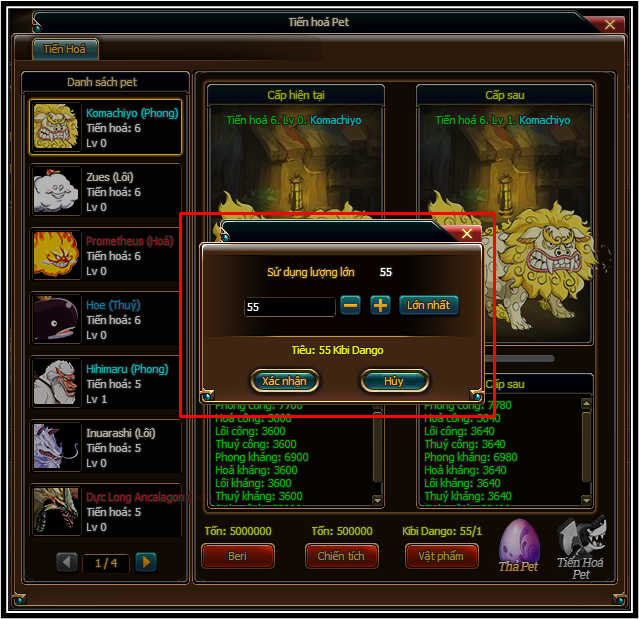 Tiến hoá Pet
Tiến Hoá
Danh sách pet
Komachiyo (Phong)
Tiến hoá: 6
Lv 0
Zues (Lôi)
Tiến hoá: 6
Lv 0
Prometheus (Hoả)
Tiến hoá: 6
Lv 0
Hoe (Thuỷ)
Tiến hoá: 6
Lv 0
Hihimaru (Phong)
Tiến hoá: 5
Lv 1
Inuarashi (Lôi)
Tiến hoá: 5
Lv 0
Dực Long Ancalagon
Tiến hoá: 5
Lv 0
1 / 4
Cấp hiện tại
Tiến hoá 6. Lv 0. Komachiyo
Cấp sau
Tiến hoá 6. Lv 1. Komachiyo
Sử dụng lượng lớn 55
55
Lớn nhất
Tiêu: 55 Kibi Dango
Xác nhận
Hủy
Phong công: 7700
Hoả công: 3600
Lôi công: 3600
Thuỷ công: 3600
Phong kháng: 6900
Hoả kháng: 3600
Lôi kháng: 3600
Thuỷ kháng: 3600
Cấp sau
Phong công: 7780
Hoả công: 3640
Lôi công: 3640
Thuỷ công: 3640
Phong kháng: 6980
Hoả kháng: 3640
Lôi kháng: 3640
Thuỷ kháng: 3640
Tốn: 5000000
Tốn: 500000
Kibi Dango: 55/1
Beri
Chiến tích
Vật phẩm
Thả Pet
Tiến Hoá
Pet